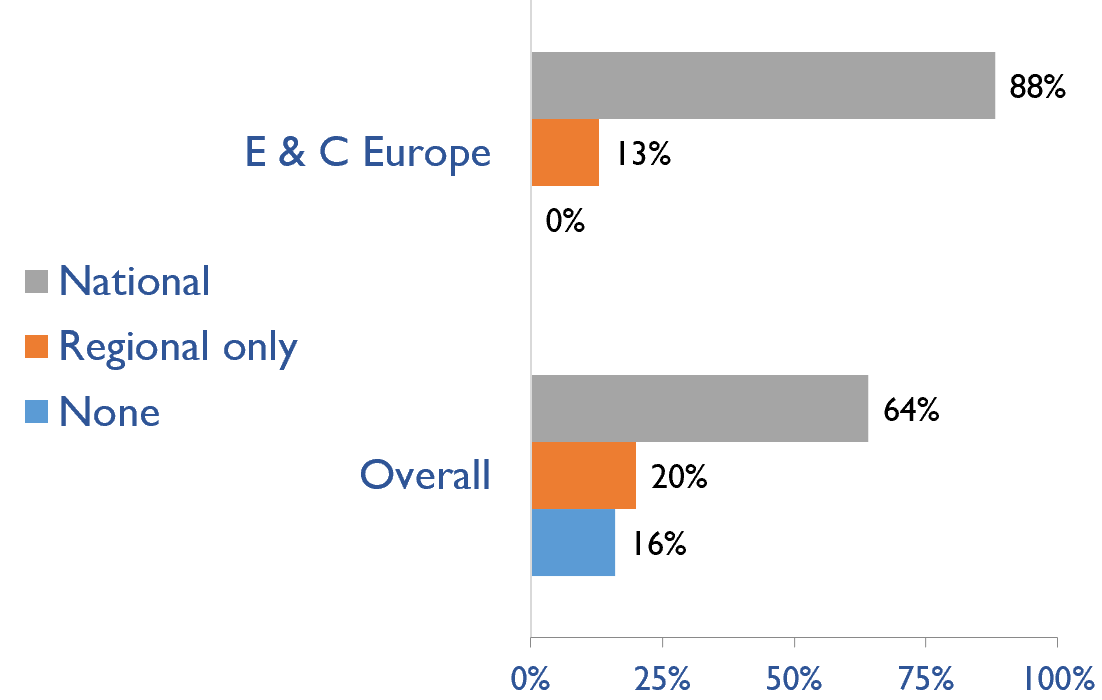 88%
E & C Europe
13%
0%
National
Regional only
None
64%
Overall
20%
16%
0% 25% 50% 75% 100%